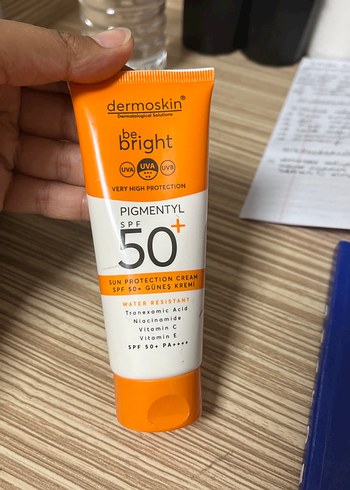 dermoskin®
Dermatological Solutions
be
bright
UVA UVA UVB
VERY HIGH PROTECTION
PIGMENTYL
SPF
50+
SUN PROTECTION CREAM
SPF 50+ GÜNEŞ KREMİ
WATER RESISTANT
Tranexamic Acid
Niacinamide
Vitamin C
Vitamin E
SPF 50+ PA++++